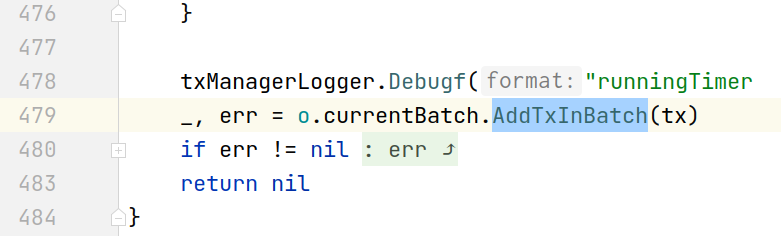 476 }
477
478 txManagerLogger.Debugf( format: "runningTimer
479 _, err = o.currentBatch.AddTxInBatch(tx)
480 if err != nil : err ⤴
483 return nil
484 }